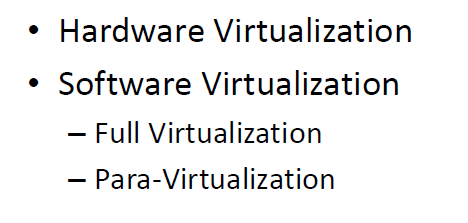 • Hardware Virtualization
• Software Virtualization
– Full Virtualization
– Para-Virtualization